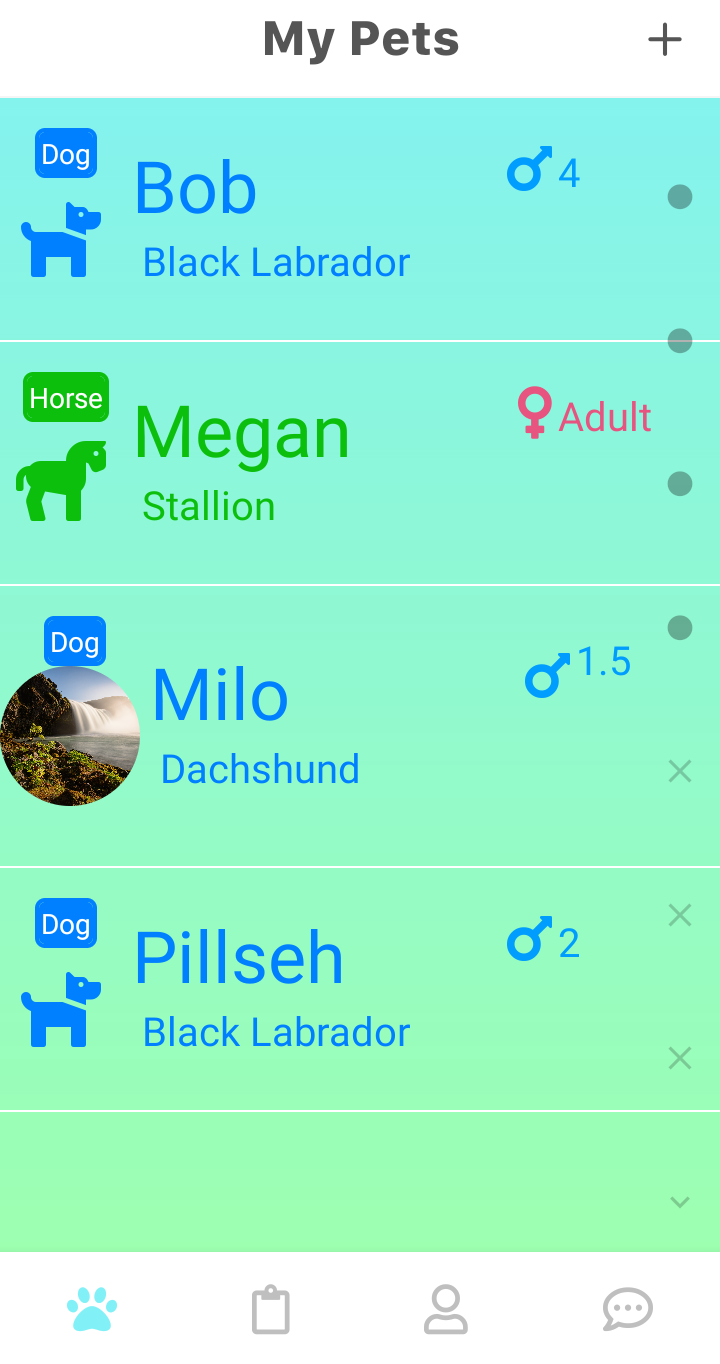 My Pets
Dog
Bob
4
Black Labrador
Horse
Megan
Adult
Stallion
Dog
Milo
1.5
Dachshund
Dog
Pillseh
2
Black Labrador